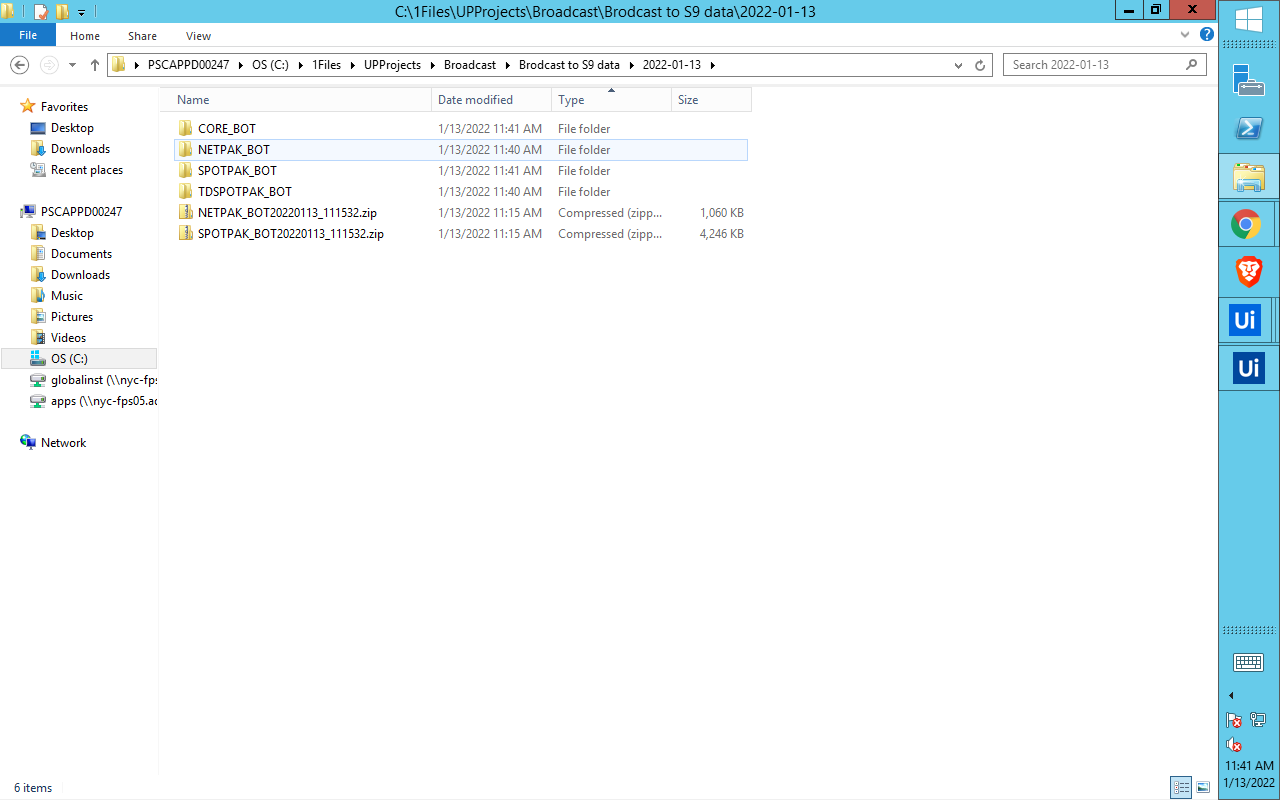 C:\1Files\UPProjects\Broadcast\Brodcast to S9 data\2022-01-13
File Home Share View
PSCAPPD00247 OS (C:) 1Files UPProjects Broadcast Brodcast to S9 data 2022-01-13 Search 2022-01-13
Name Date modified Type Size
CORE_BOT 1/13/2022 11:41 AM File folder
NETPAK_BOT 1/13/2022 11:40 AM File folder
SPOTPAK_BOT 1/13/2022 11:41 AM File folder
TDSPOTPAK_BOT 1/13/2022 11:40 AM File folder
NETPAK_BOT20220113_111532.zip 1/13/2022 11:15 AM Compressed (zipp... 1,060 KB
SPOTPAK_BOT20220113_111532.zip 1/13/2022 11:15 AM Compressed (zipp... 4,246 KB
Favorites
Desktop
Downloads
Recent places
PSCAPPD00247
Desktop
Documents
Downloads
Music
Pictures
Videos
OS (C:)
globalinst (\\nyc-fps
apps (\\nyc-fps05.ac
Network
6 items
Ui
Ui
11:41 AM
1/13/2022